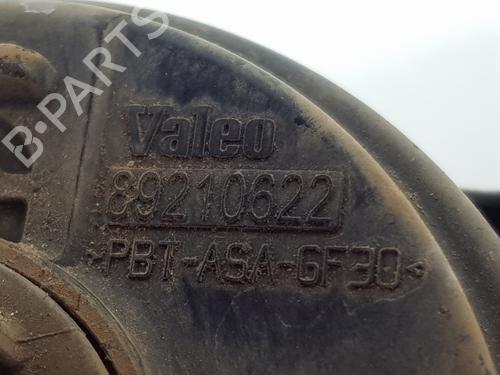 B-PARTS
Valeo
89210622
>PBT-ASA-GF30<